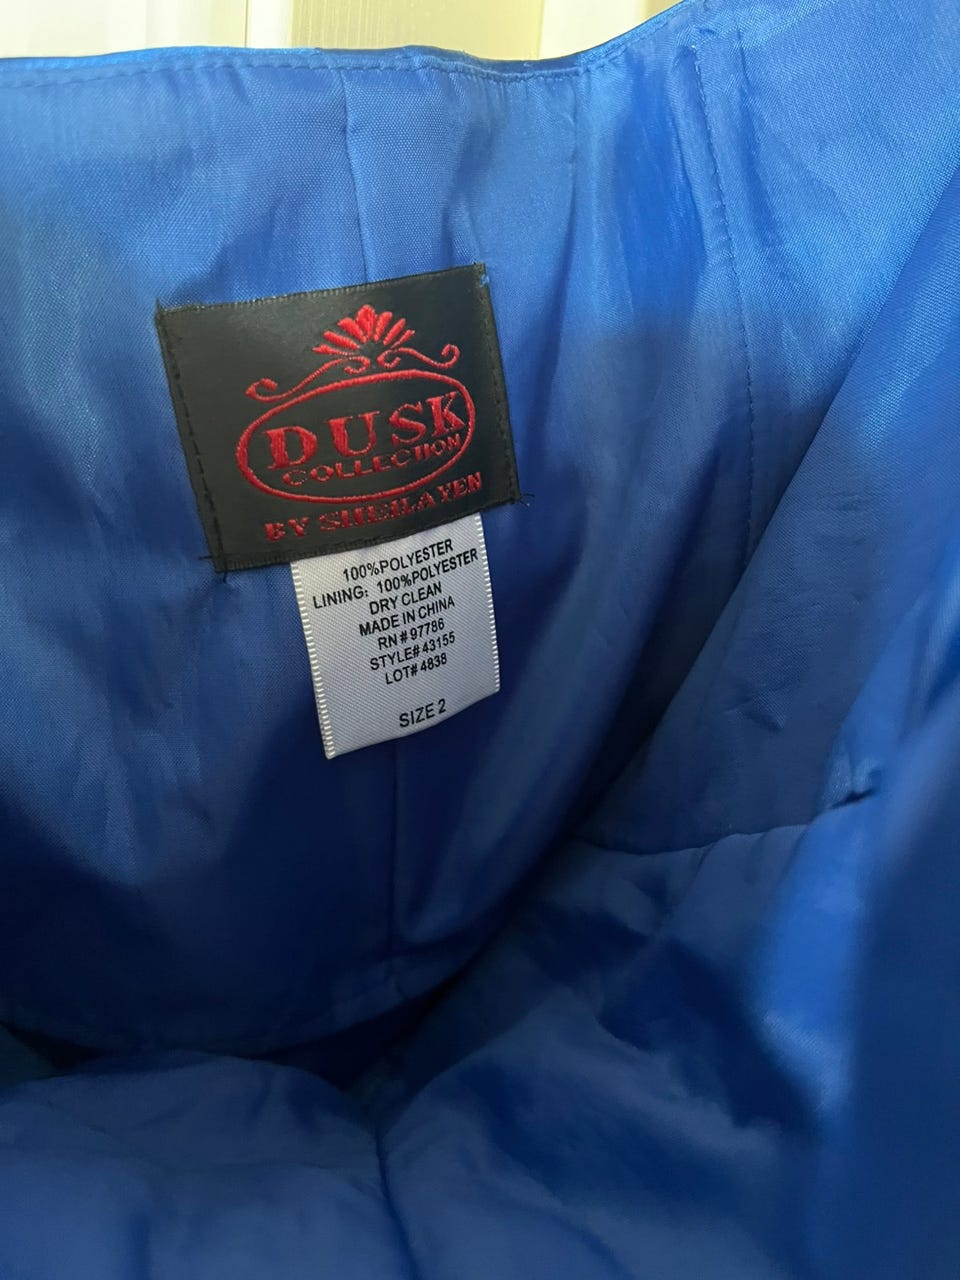 DUSK
COLLECTION
BY SHEILAYEN
100%POLYESTER
LINING: 100%POLYESTER
DRY CLEAN
MADE IN CHINA
RN # 97786
STYLE# 43155
LOT# 4838
SIZE 2